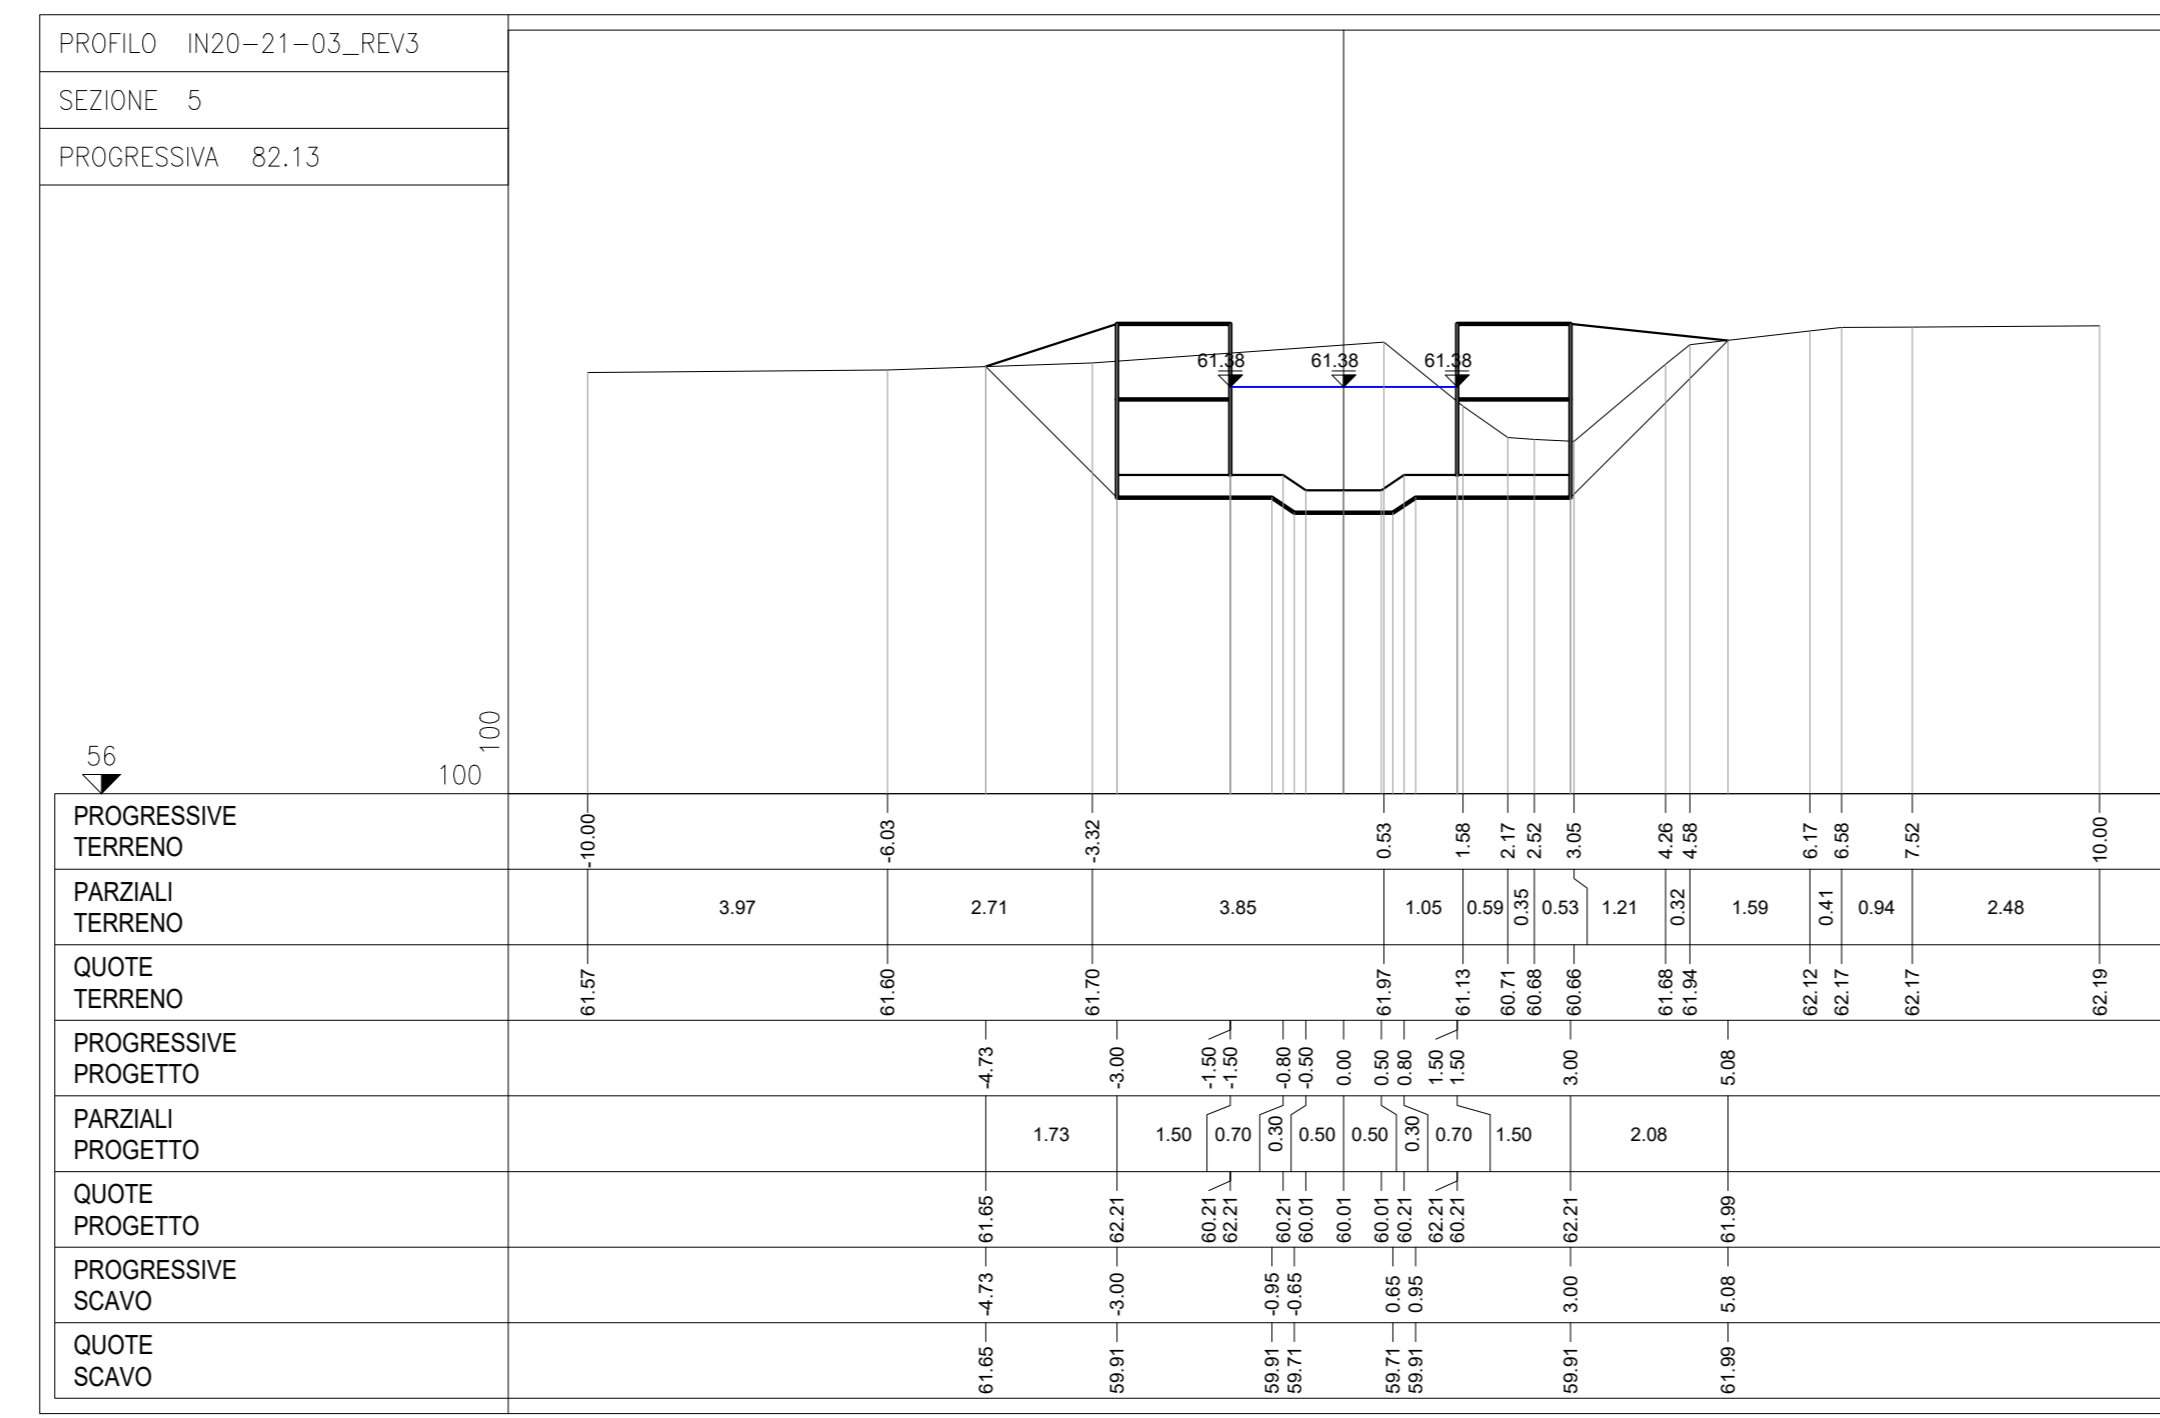 PROFILO IN20-21-03_REV3
SEZIONE 5
PROGRESSIVA 82.13
61.38 61.38 61.38
56
100
100
PROGRESSIVE
TERRENO
-10.00 -6.03 -3.32 0.53 1.58 2.17 2.52 3.05 4.26 4.58 6.17 6.58 7.52 10.00
PARZIALI
TERRENO
3.97 2.71 3.85 1.05 0.59 0.35 0.53 1.21 0.32 1.59 0.41 0.94 2.48
QUOTE
TERRENO
61.57 61.60 61.70 61.97 61.13 60.71 60.68 60.66 61.68 61.94 62.12 62.17 62.17 62.19
PROGRESSIVE
PROGETTO
-4.73 -3.00 -1.50 -1.50 -0.80 -0.50 0.00 0.50 0.80 1.50 1.50 3.00 5.08
PARZIALI
PROGETTO
1.73 1.50 0.70 0.30 0.50 0.50 0.30 0.70 1.50 2.08
QUOTE
PROGETTO
61.65 62.21 60.21 62.21 60.21 60.01 60.01 60.01 60.21 62.21 60.21 62.21 61.99
PROGRESSIVE
SCAVO
-4.73 -3.00 -0.95 -0.65 0.65 0.95 3.00 5.08
QUOTE
SCAVO
61.65 59.91 59.91 59.71 59.71 59.91 59.91 61.99